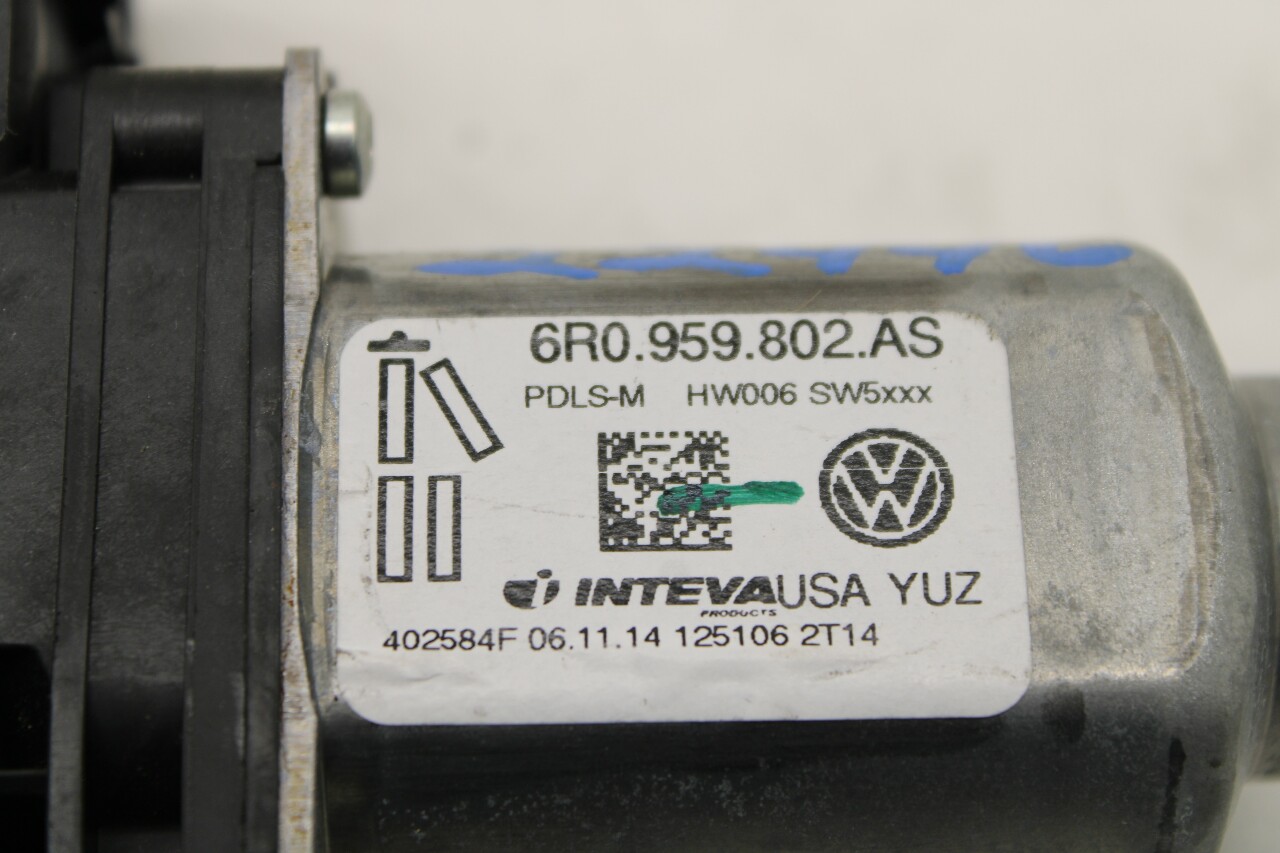 6R0.959.802.AS
PDLS-M HW006 SW5xxx
INTEVA USA YUZ
PRODUCTS
402584F 06.11.14 125106 2T14